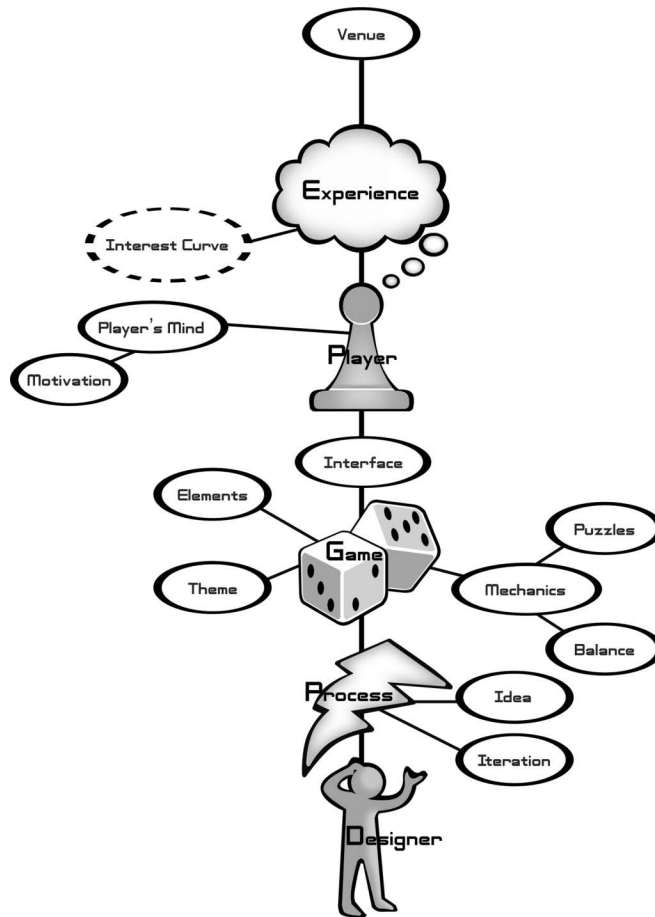 Venue
Experience
Interest Curve
Player's Mind
Player
Motivation
Interface
Elements
Puzzles
Game
Theme
Mechanics
Balance
Process
Idea
Iteration
Designer